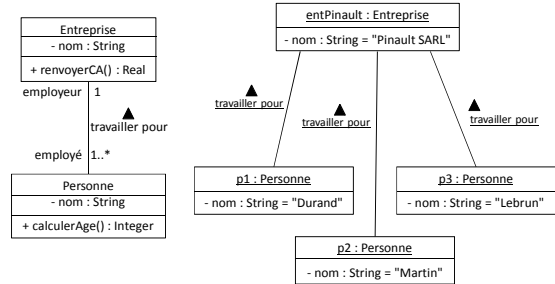 Entreprise
- nom : String
+ renvoyerCA() : Real
employeur 1
▲
travailler pour
employé 1..*
Personne
- nom : String
+ calculerAge() : Integer
entPinault : Entreprise
- nom : String = "Pinault SARL"
▲
travailler pour
▲
travailler pour
▲
travailler pour
p1 : Personne
- nom : String = "Durand"
p3 : Personne
- nom : String = "Lebrun"
p2 : Personne
- nom : String = "Martin"